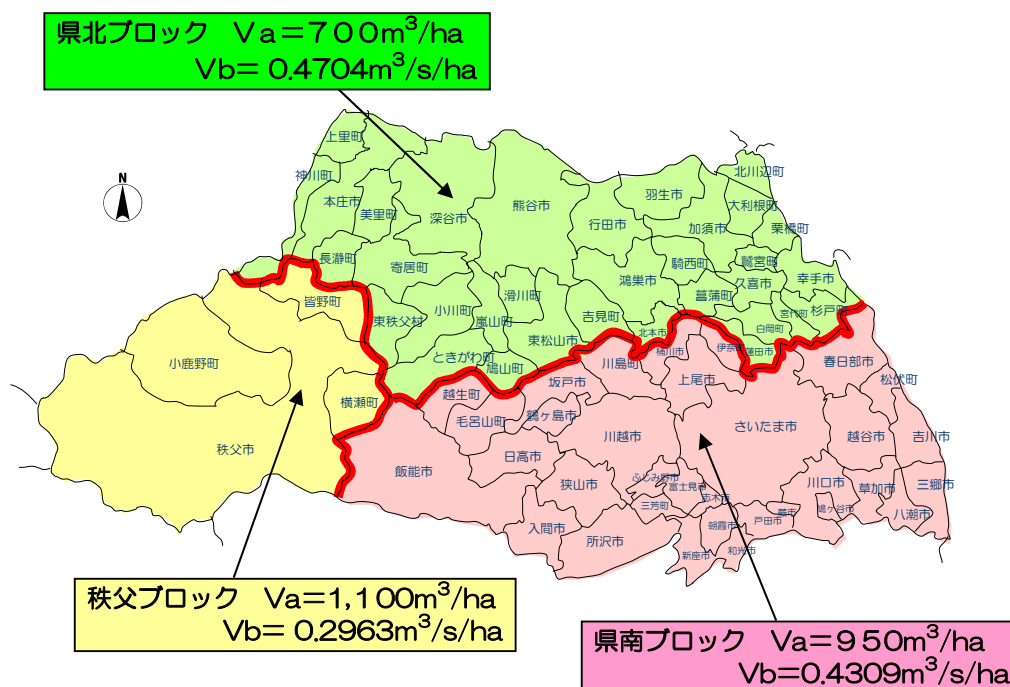 県北ブロック Va＝700m³/ha
Vb＝ 0.4704m³/s/ha
N
上里町
神川町
本庄市
美里町
深谷市
熊谷市
行田市
羽生市
加須市
北川辺町
大利根町
栗橋町
長瀞町
寄居町
鴻巣市
騎西町
鷲宮町
久喜市
幸手市
菖蒲町
宮代町
杉戸町
白岡町
皆野町
東秩父村
小川町
嵐山町
滑川町
吉見町
東松山市
北本市
ときがわ町
鳩山町
小鹿野町
横瀬町
秩父市
越生町
毛呂山町
坂戸市
鶴ヶ島市
川島町
桶川市
伊奈町
蓮田市
上尾市
春日部市
松伏町
さいたま市
越谷市
吉川市
川越市
日高市
飯能市
狭山市
ふじみ野市
富士見市
三芳町
志木市
川口市
草加市
三郷市
八潮市
鳩ヶ谷市
蕨市
戸田市
入間市
所沢市
朝霞市
新座市
和光市
秩父ブロック Va=1,100m³/ha
Vb＝ 0.2963m³/s/ha
県南ブロック Va＝950m³/ha
Vb=0.4309m³/s/ha